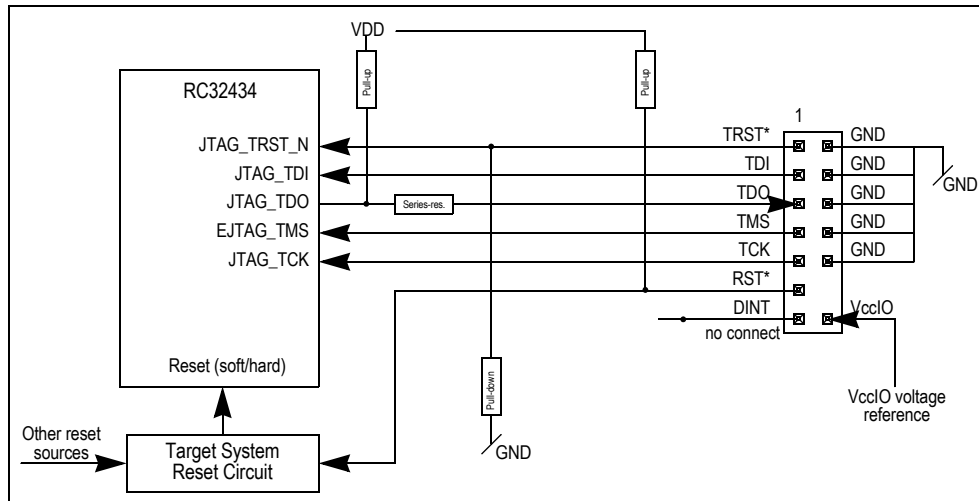 VDD
RC32434
Pull-up
Pull-up
1
JTAG_TRST_N
TRST*
GND
JTAG_TDI
TDI
GND
GND
JTAG_TDO
Series-res.
TDO
GND
EJTAG_TMS
TMS
GND
JTAG_TCK
TCK
GND
RST*
DINT
VccIO
no connect
Reset (soft/hard)
Pull-down
VccIO voltage
reference
Other reset
sources
Target System
Reset Circuit
GND